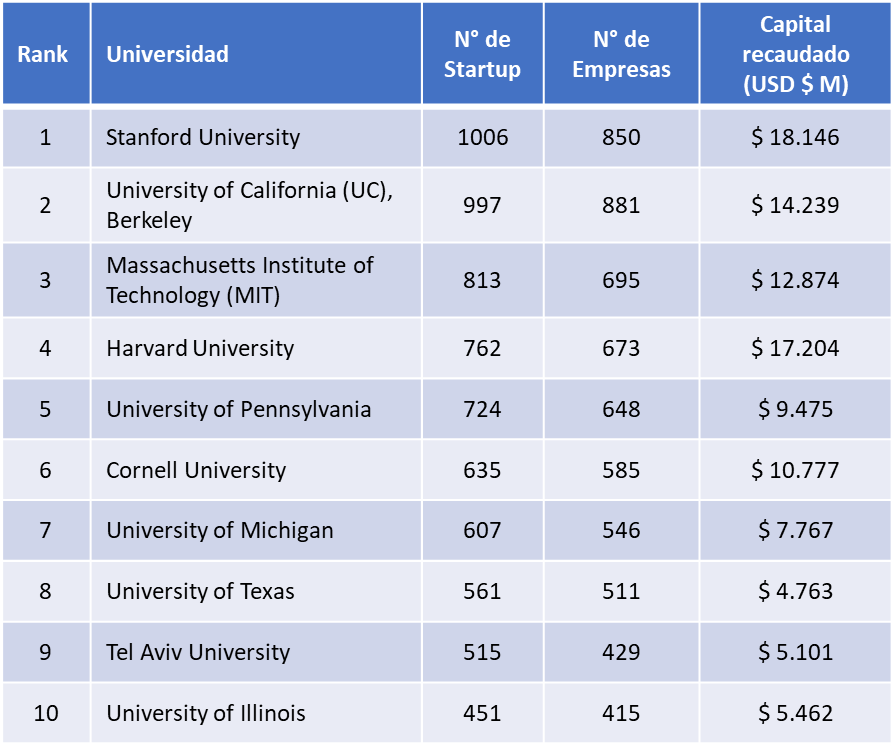 Rank Universidad N° de Startup N° de Empresas Capital recaudado (USD $ M)
1 Stanford University 1006 850 $ 18.146
2 University of California (UC), Berkeley 997 881 $ 14.239
3 Massachusetts Institute of Technology (MIT) 813 695 $ 12.874
4 Harvard University 762 673 $ 17.204
5 University of Pennsylvania 724 648 $ 9.475
6 Cornell University 635 585 $ 10.777
7 University of Michigan 607 546 $ 7.767
8 University of Texas 561 511 $ 4.763
9 Tel Aviv University 515 429 $ 5.101
10 University of Illinois 451 415 $ 5.462